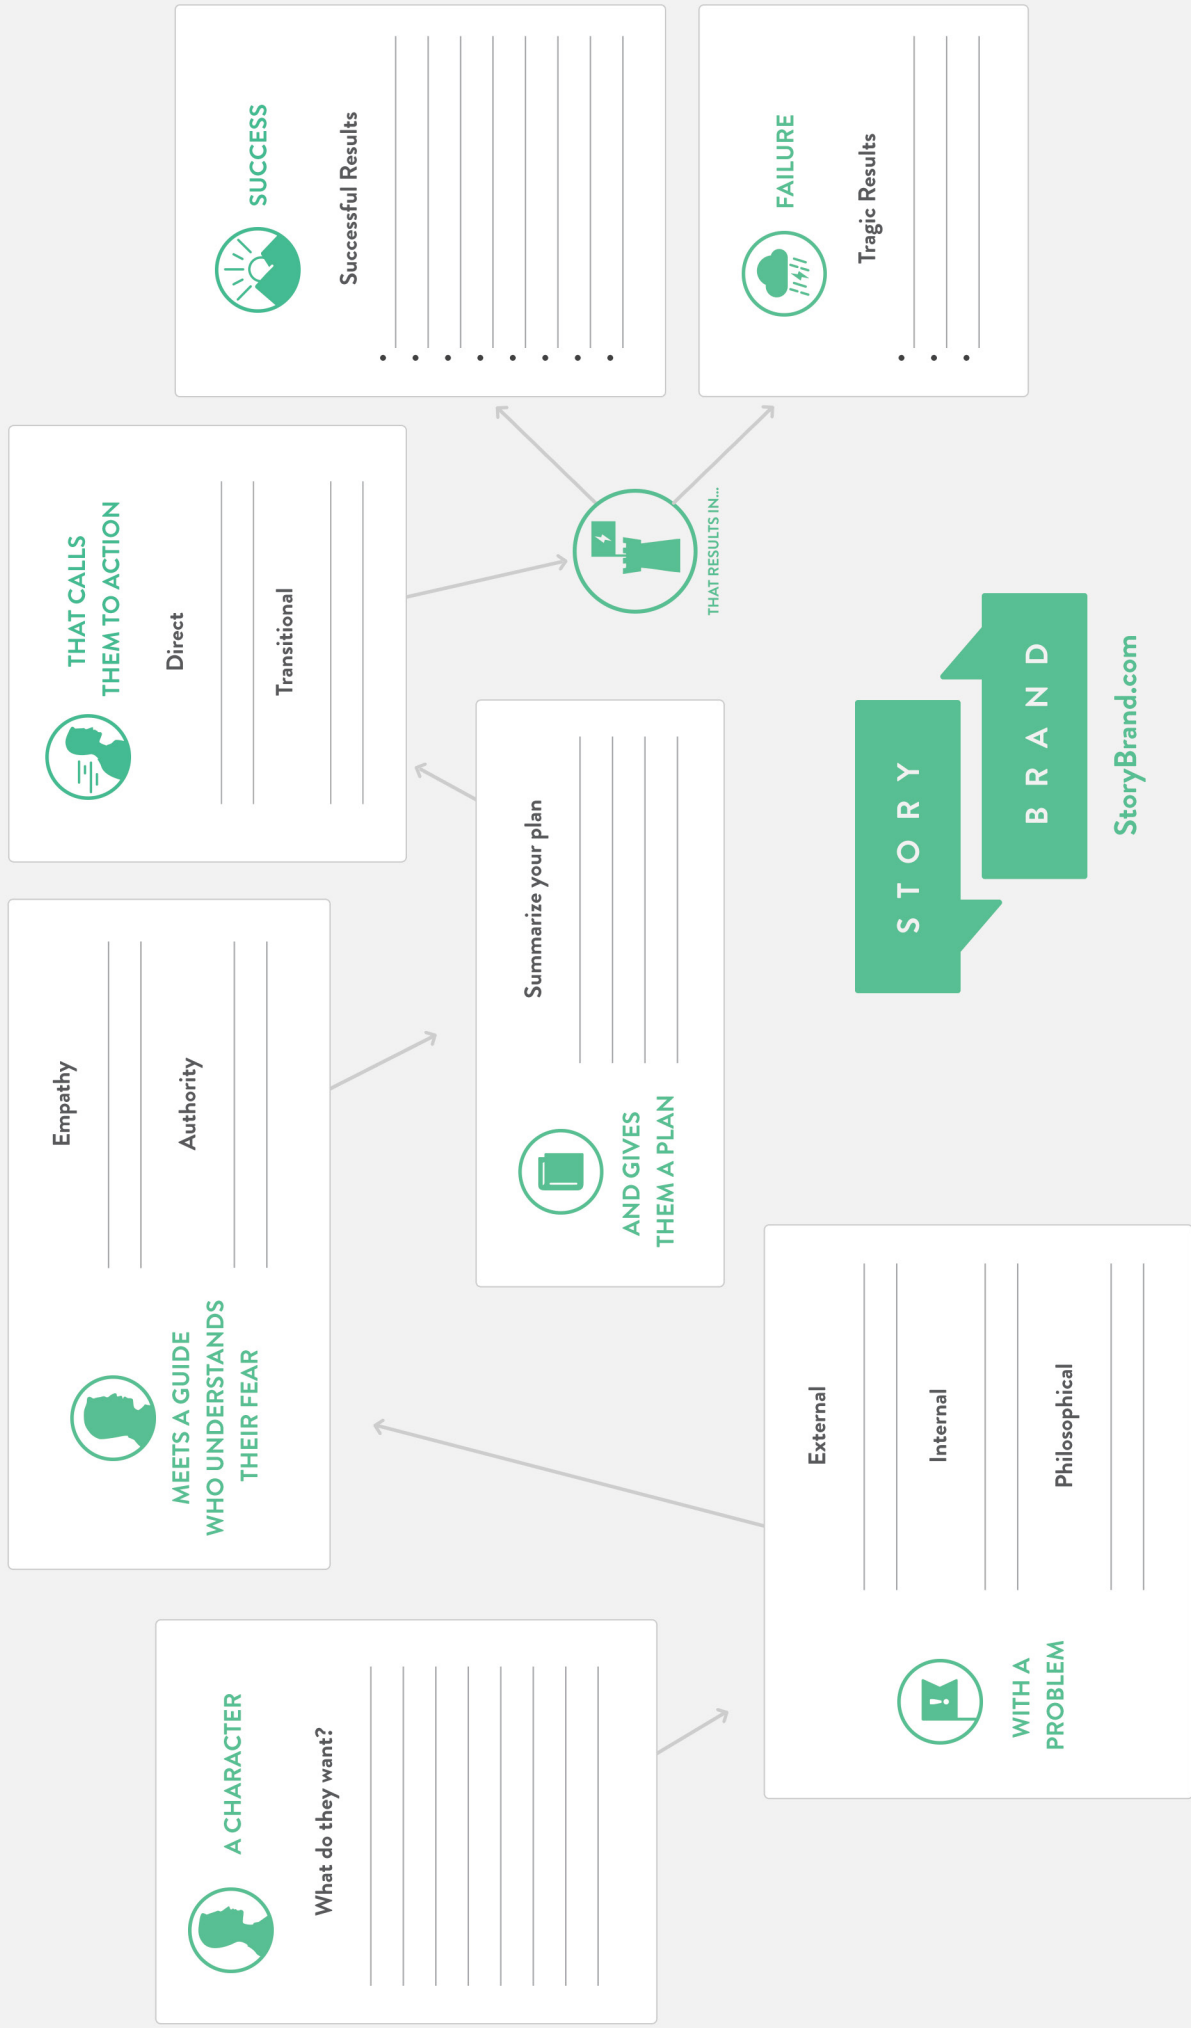 A CHARACTER
What do they want?
WITH A
PROBLEM
External
Internal
Philosophical
MEETS A GUIDE
WHO UNDERSTANDS
THEIR FEAR
Empathy
Authority
AND GIVES
THEM A PLAN
Summarize your plan
THAT CALLS
THEM TO ACTION
Direct
Transitional
THAT RESULTS IN...
SUCCESS
Successful Results
FAILURE
Tragic Results
STORY
BRAND
StoryBrand.com